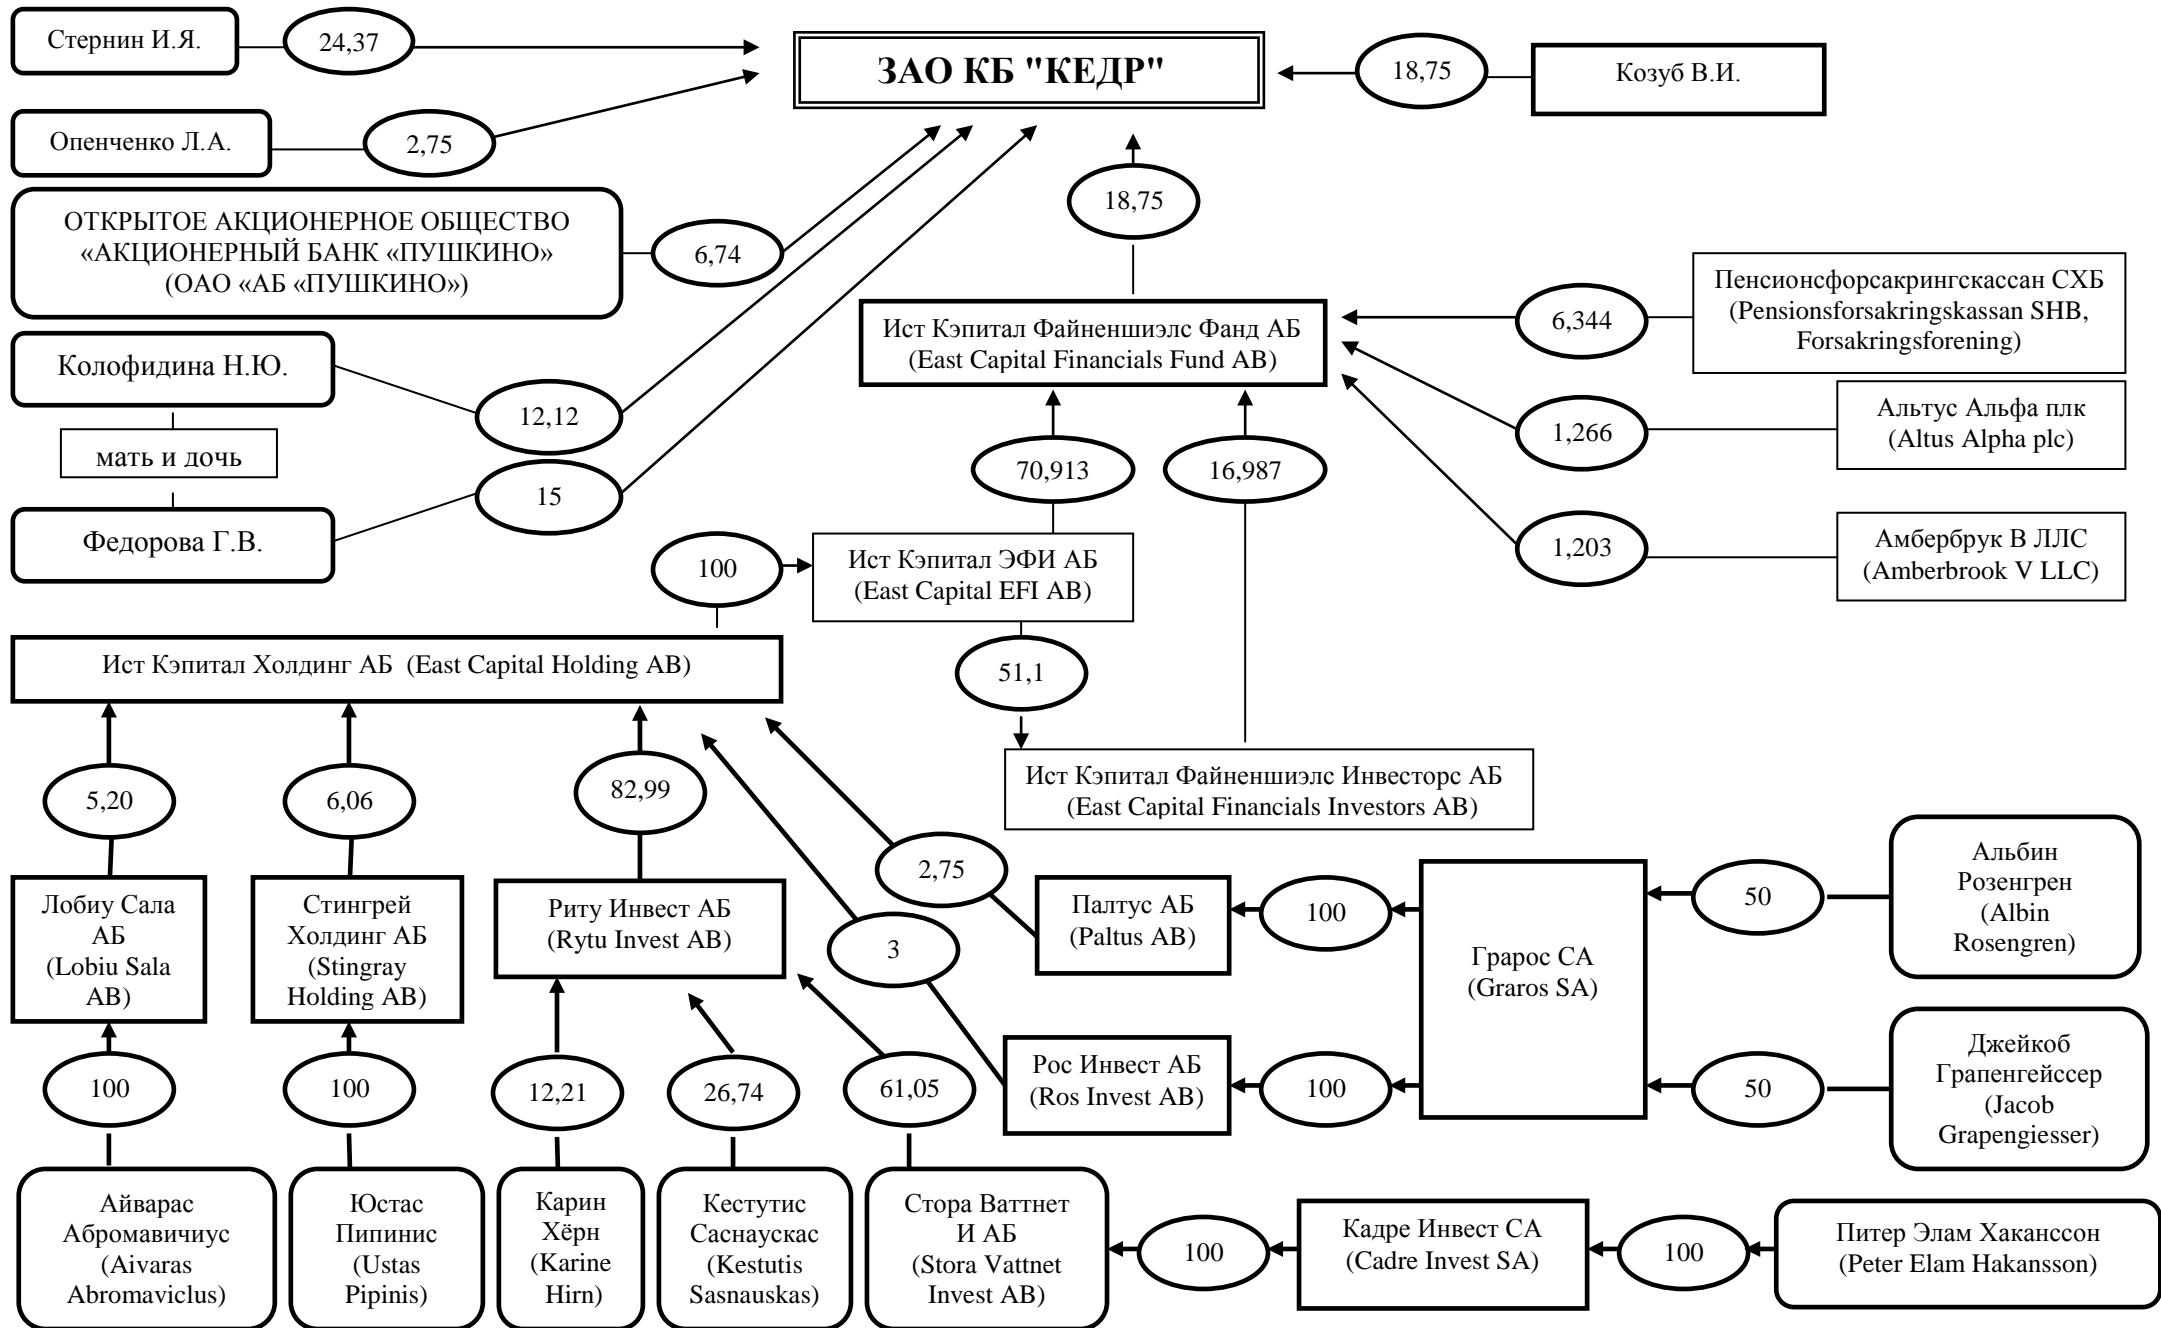 Стернин И.Я.
24,37
ЗАО КБ "КЕДР"
18,75
Козуб В.И.
Опенченко Л.А.
2,75
18,75
ОТКРЫТОЕ АКЦИОНЕРНОЕ ОБЩЕСТВО
«АКЦИОНЕРНЫЙ БАНК «ПУШКИНО»
(ОАО «АБ «ПУШКИНО»)
6,74
Ист Кэпитал Файненшиэлс Фанд АБ
(East Capital Financials Fund AB)
6,344
Пенсионсфорсакрингскассан СХБ
(Pensionsforsakringskassan SHB,
Forsakringsforening)
Колофидина Н.Ю.
12,12
мать и дочь
15
Федорова Г.В.
70,913
16,987
1,266
Альтус Альфа плк
(Altus Alpha plc)
1,203
Амбербрук В ЛЛС
(Amberbrook V LLC)
100
Ист Кэпитал ЭФИ АБ
(East Capital EFI AB)
Ист Кэпитал Холдинг АБ (East Capital Holding AB)
51,1
Ист Кэпитал Файненшиэлс Инвесторс АБ
(East Capital Financials Investors AB)
5,20
6,06
82,99
2,75
3
Лобиу Сала
АБ
(Lobiu Sala
AB)
Стингрей
Холдинг АБ
(Stingray
Holding AB)
Риту Инвест АБ
(Rytu Invest AB)
Палтус АБ
(Paltus AB)
100
Грарос СА
(Graros SA)
50
Альбин
Розенгрен
(Albin
Rosengren)
100
100
12,21
26,74
61,05
Рос Инвест АБ
(Ros Invest AB)
100
50
Джейкоб
Грапенгейссер
(Jacob
Grapengiesser)
Айварас
Абромавичиус
(Aivaras
Abromaviclus)
Юстас
Пипинис
(Ustas
Pipinis)
Карин
Хёрн
(Karine
Hirn)
Кестутис
Саснаускас
(Kestutis
Sasnauskas)
Стора Ваттнет
И АБ
(Stora Vattnet
Invest AB)
100
Кадре Инвест СА
(Cadre Invest SA)
100
Питер Элам Хаканссон
(Peter Elam Hakansson)